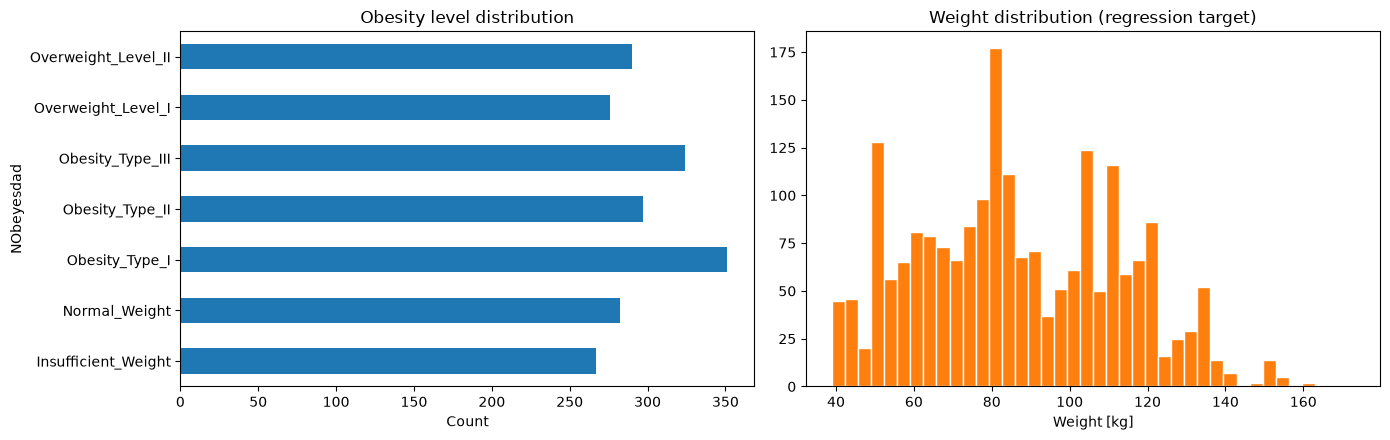 Obesity level distribution
NObeyesdad
Overweight_Level_II
Overweight_Level_I
Obesity_Type_III
Obesity_Type_II
Obesity_Type_I
Normal_Weight
Insufficient_Weight
0 50 100 150 200 250 300 350
Count
Weight distribution (regression target)
175
150
125
100
75
50
25
0
40 60 80 100 120 140 160
Weight [kg]